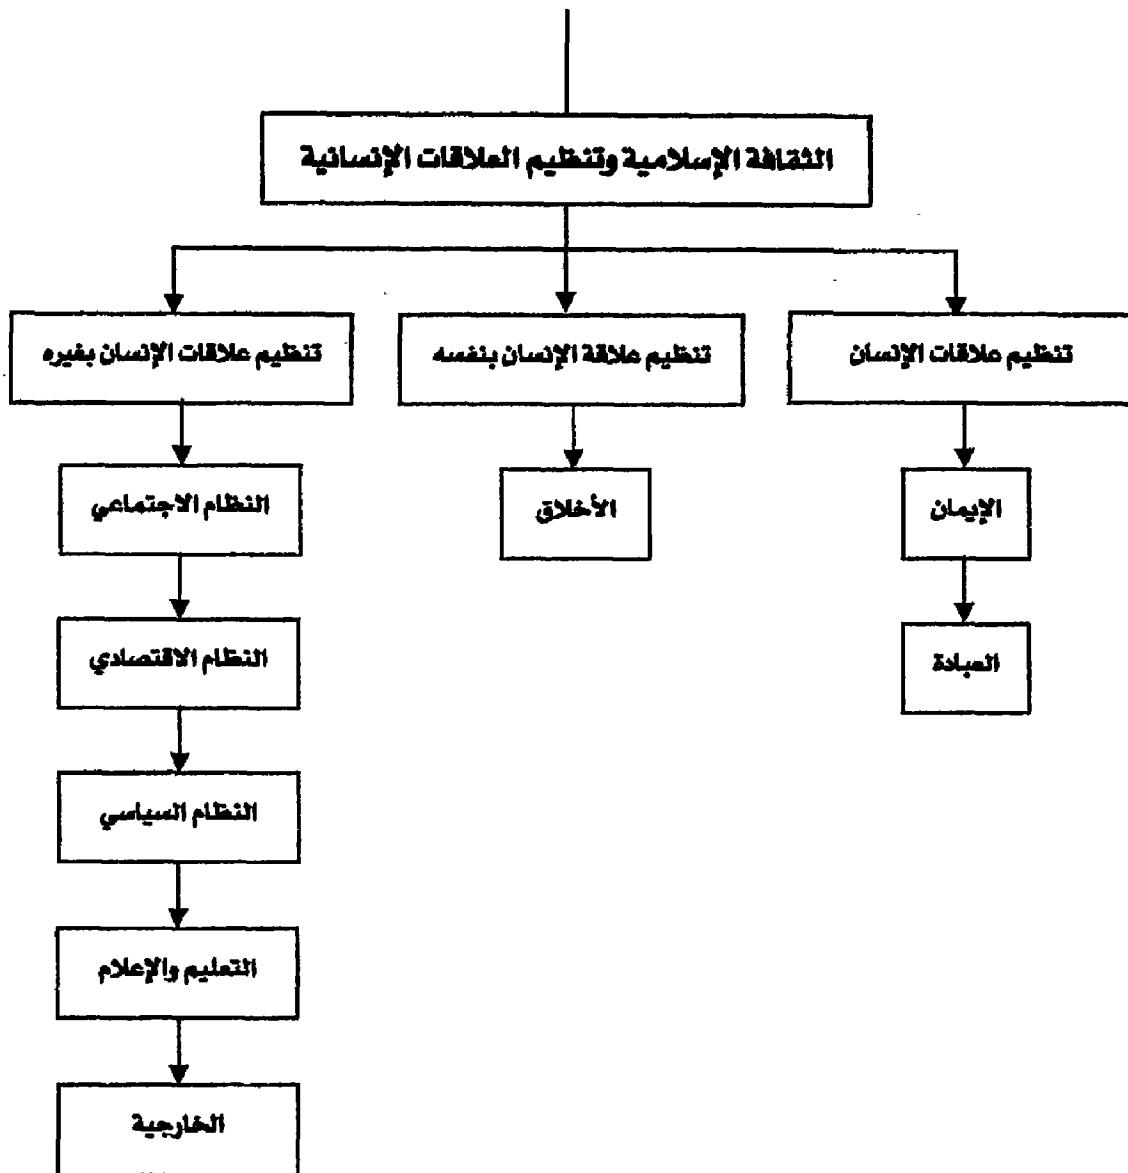 الثقافة الإسلامية وتنظيم العلاقات الإنسانية
تنظيم علاقات الإنسان
تنظيم علاقة الإنسان بنفسه
تنظيم علاقات الإنسان بغيره
الإيمان
الأخلاق
النظام الاجتماعي
العبادة
النظام الاقتصادي
النظام السياسي
التعليم والإعلام
الخارجية